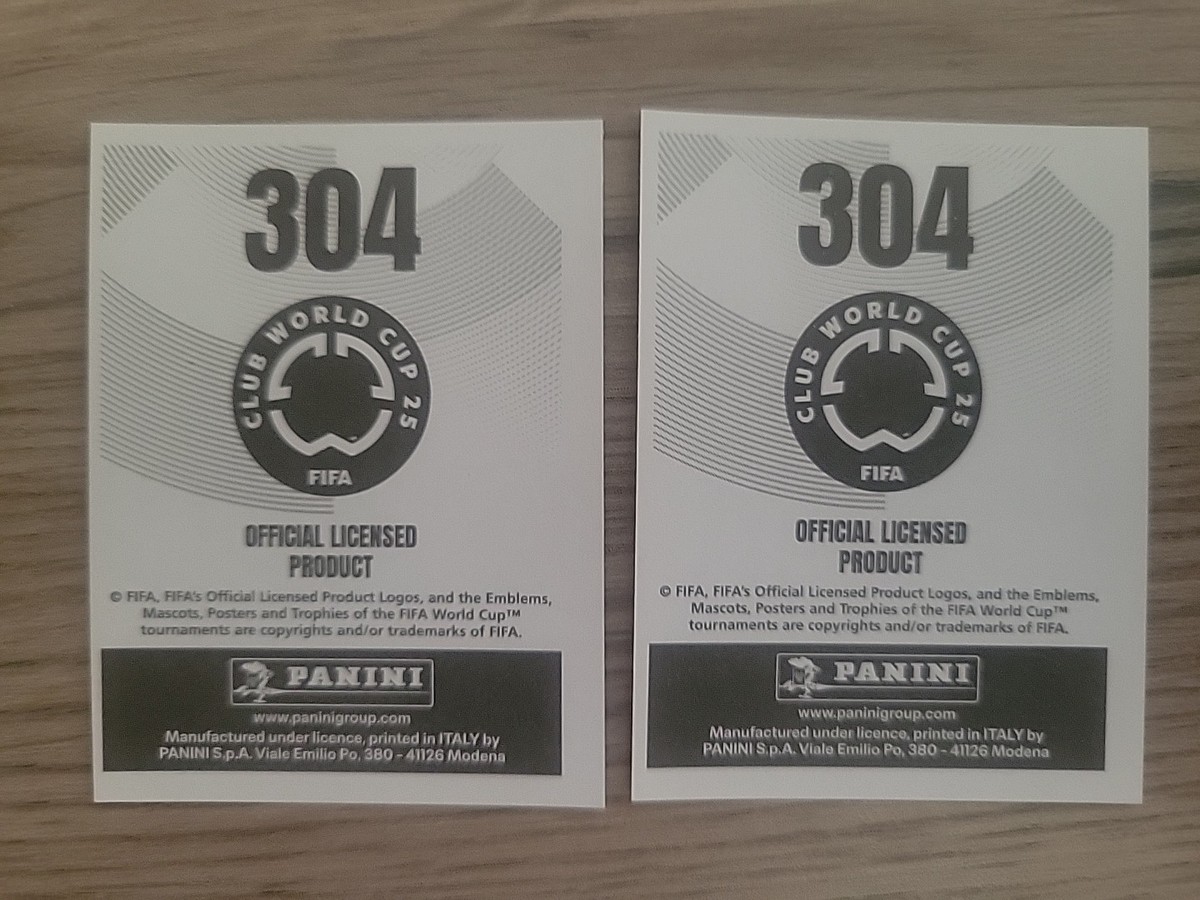 304
CLUB WORLD CUP 25
FIFA
OFFICIAL LICENSED
PRODUCT
© FIFA, FIFA's Official Licensed Product Logos, and the Emblems,
Mascots, Posters and Trophies of the FIFA World Cup™
tournaments are copyrights and/or trademarks of FIFA.
PANINI
www.paninigroup.com
Manufactured under licence, printed in ITALY by
PANINI S.p.A. Viale Emilio Po, 380 - 41126 Modena
304
CLUB WORLD CUP 25
FIFA
OFFICIAL LICENSED
PRODUCT
© FIFA, FIFA's Official Licensed Product Logos, and the Emblems,
Mascots, Posters and Trophies of the FIFA World Cup™
tournaments are copyrights and/or trademarks of FIFA.
PANINI
www.paninigroup.com
Manufactured under licence, printed in ITALY by
PANINI S.p.A. Viale Emilio Po, 380 - 41126 Modena